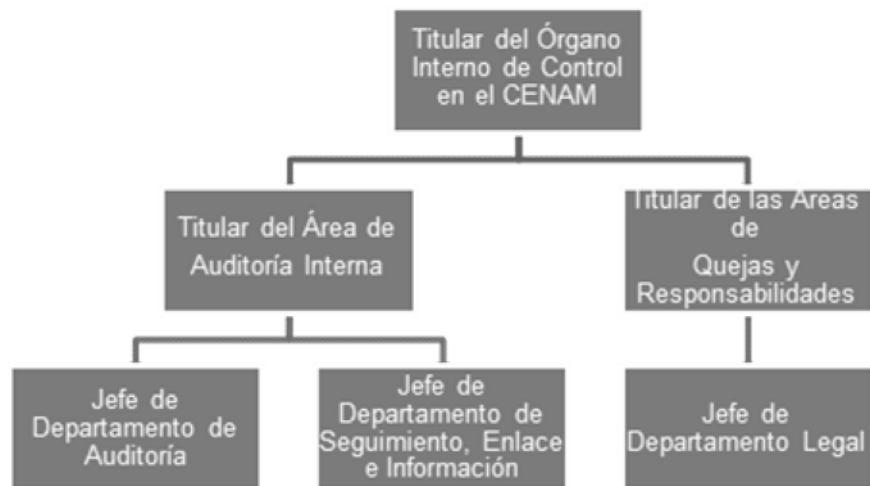 Titular del Órgano
Interno de Control
en el CENAM
Titular del Área de
Auditoría Interna
Titular de las Areas
de
Quejas y
Responsabilidades
Jefe de
Departamento de
Auditoría
Jefe de
Departamento de
Seguimiento, Enlace
e Información
Jefe de
Departamento Legal